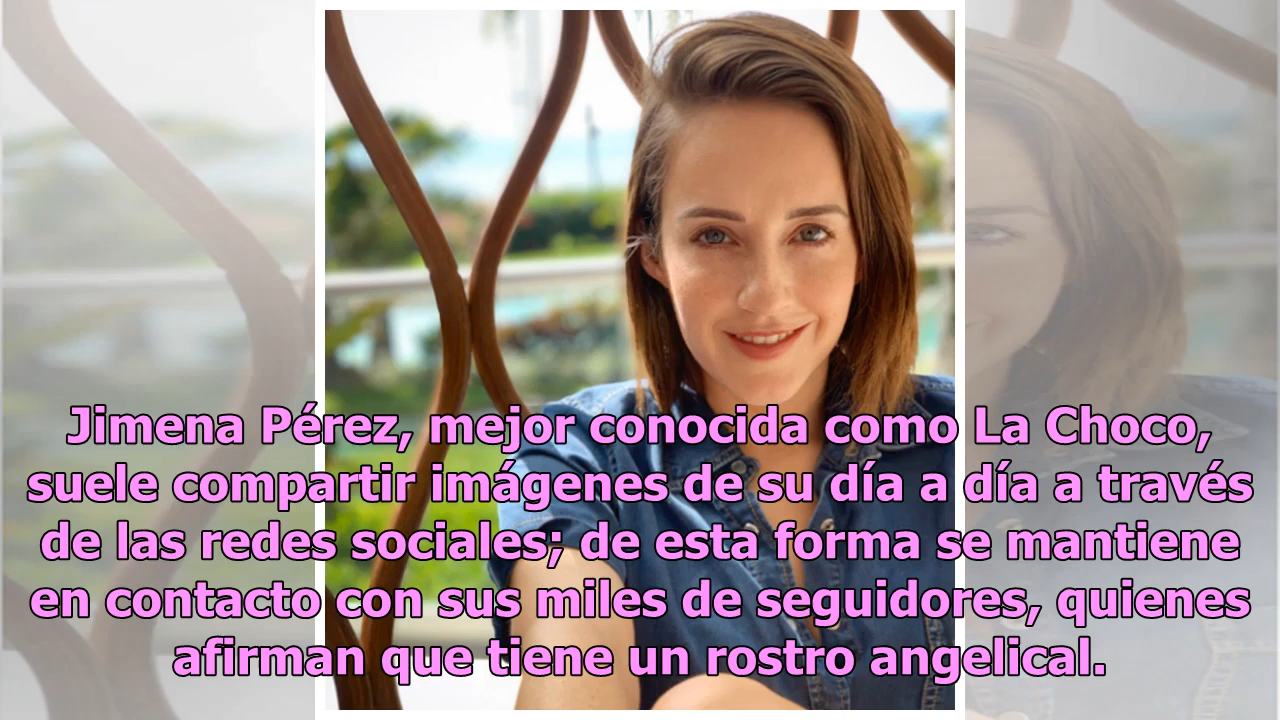 Jimena Pérez, mejor conocida como La Choco,
suele compartir imágenes de su día a día a través
de las redes sociales; de esta forma se mantiene
en contacto con sus miles de seguidores, quienes
afirman que tiene un rostro angelical.